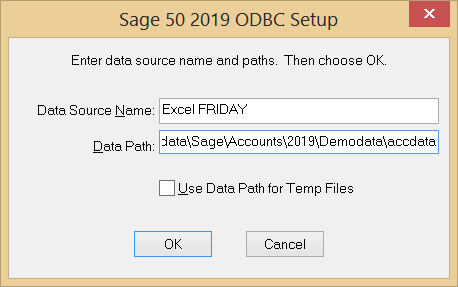 Sage 50 2019 ODBC Setup
Enter data source name and paths. Then choose OK.
Data Source Name: Excel FRIDAY
Data Path: data\Sage\Accounts\2019\Demodata\accdata
Use Data Path for Temp Files
OK Cancel